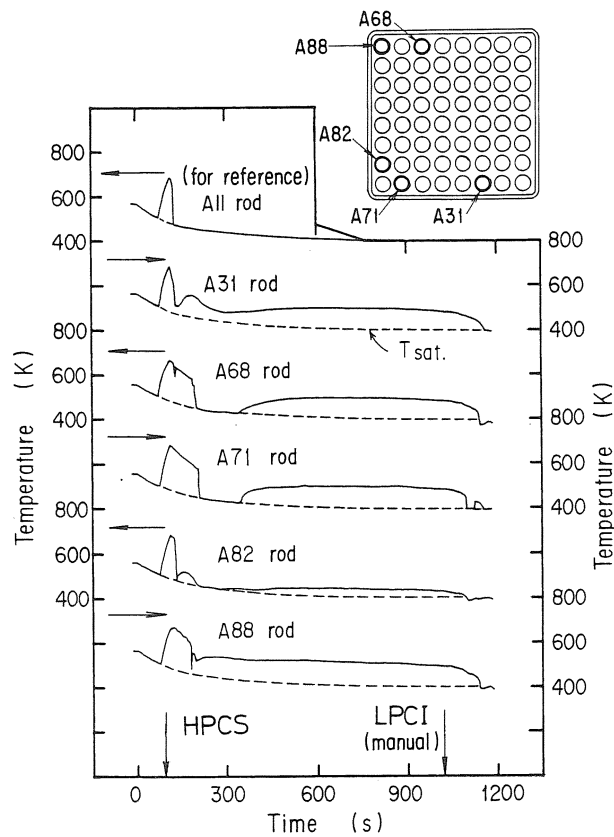 A68
A88
A82
A71
A31
800
600
400
(for reference)
A11 rod
800
A31 rod
600
400
800
T sat.
600
A68 rod
400
800
A71 rod
600
400
800
600
A82 rod
400
800
A88 rod
600
400
Temperature (K)
Temperature (K)
HPCS
LPCI
(manual)
0
300
600
900
1200
Time (s)